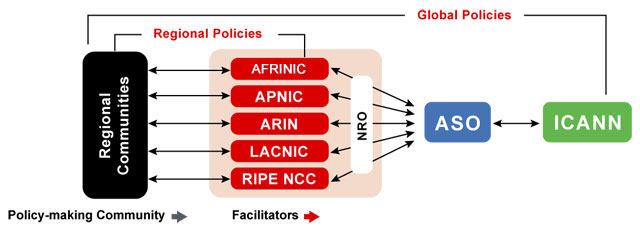 Global Policies
Regional Policies
Regional
Communities
AFRINIC
APNIC
ARIN
LACNIC
RIPE NCC
NRO
ASO
ICANN
Policy-making Community
Facilitators